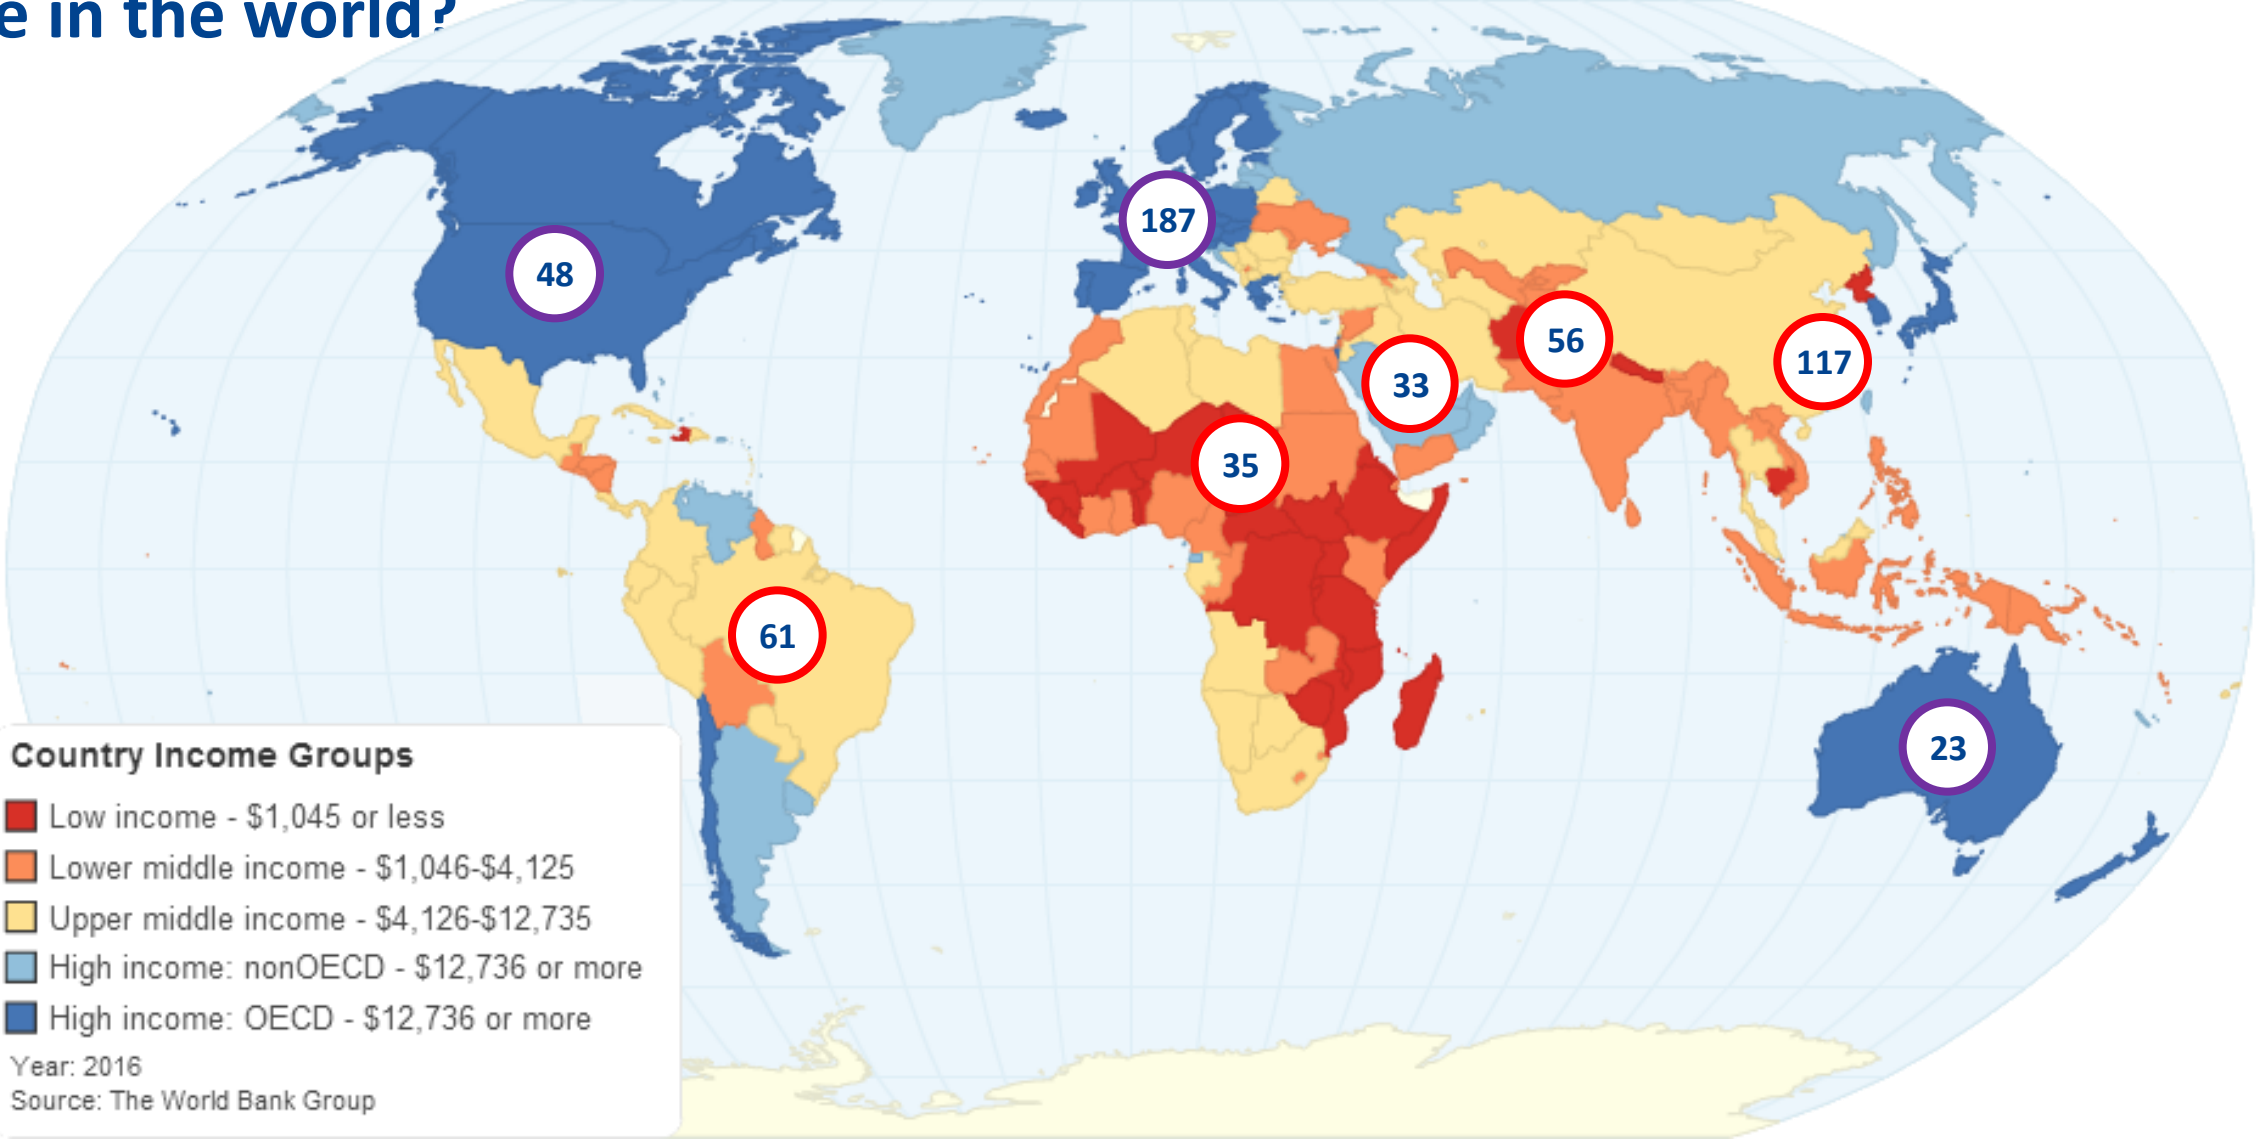 e in the world?
48
187
56
117
33
35
61
23
Country Income Groups
Low income - $1,045 or less
Lower middle income - $1,046-$4,125
Upper middle income - $4,126-$12,735
High income: nonOECD - $12,736 or more
High income: OECD - $12,736 or more
Year: 2016
Source: The World Bank Group